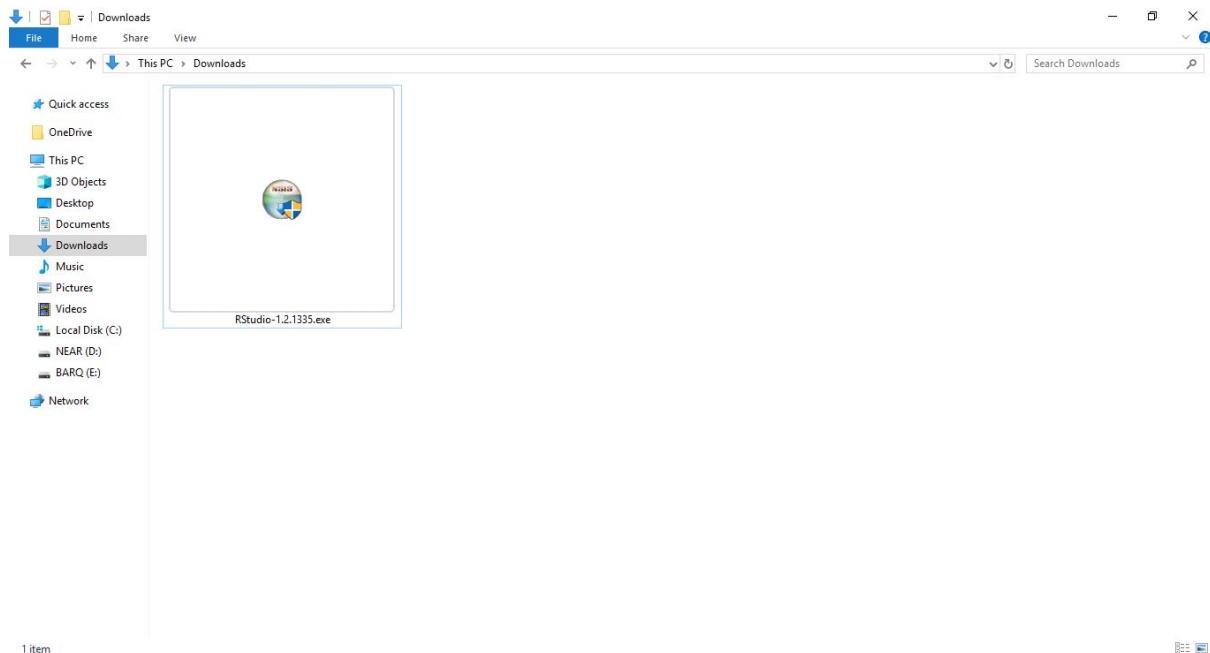 Downloads
File Home Share View
This PC Downloads
Search Downloads
Quick access
OneDrive
This PC
3D Objects
Desktop
Documents
Downloads
Music
Pictures
Videos
Local Disk (C:)
NEAR (D:)
BARQ (E:)
Network
RStudio-1.2.1335.exe
1 item